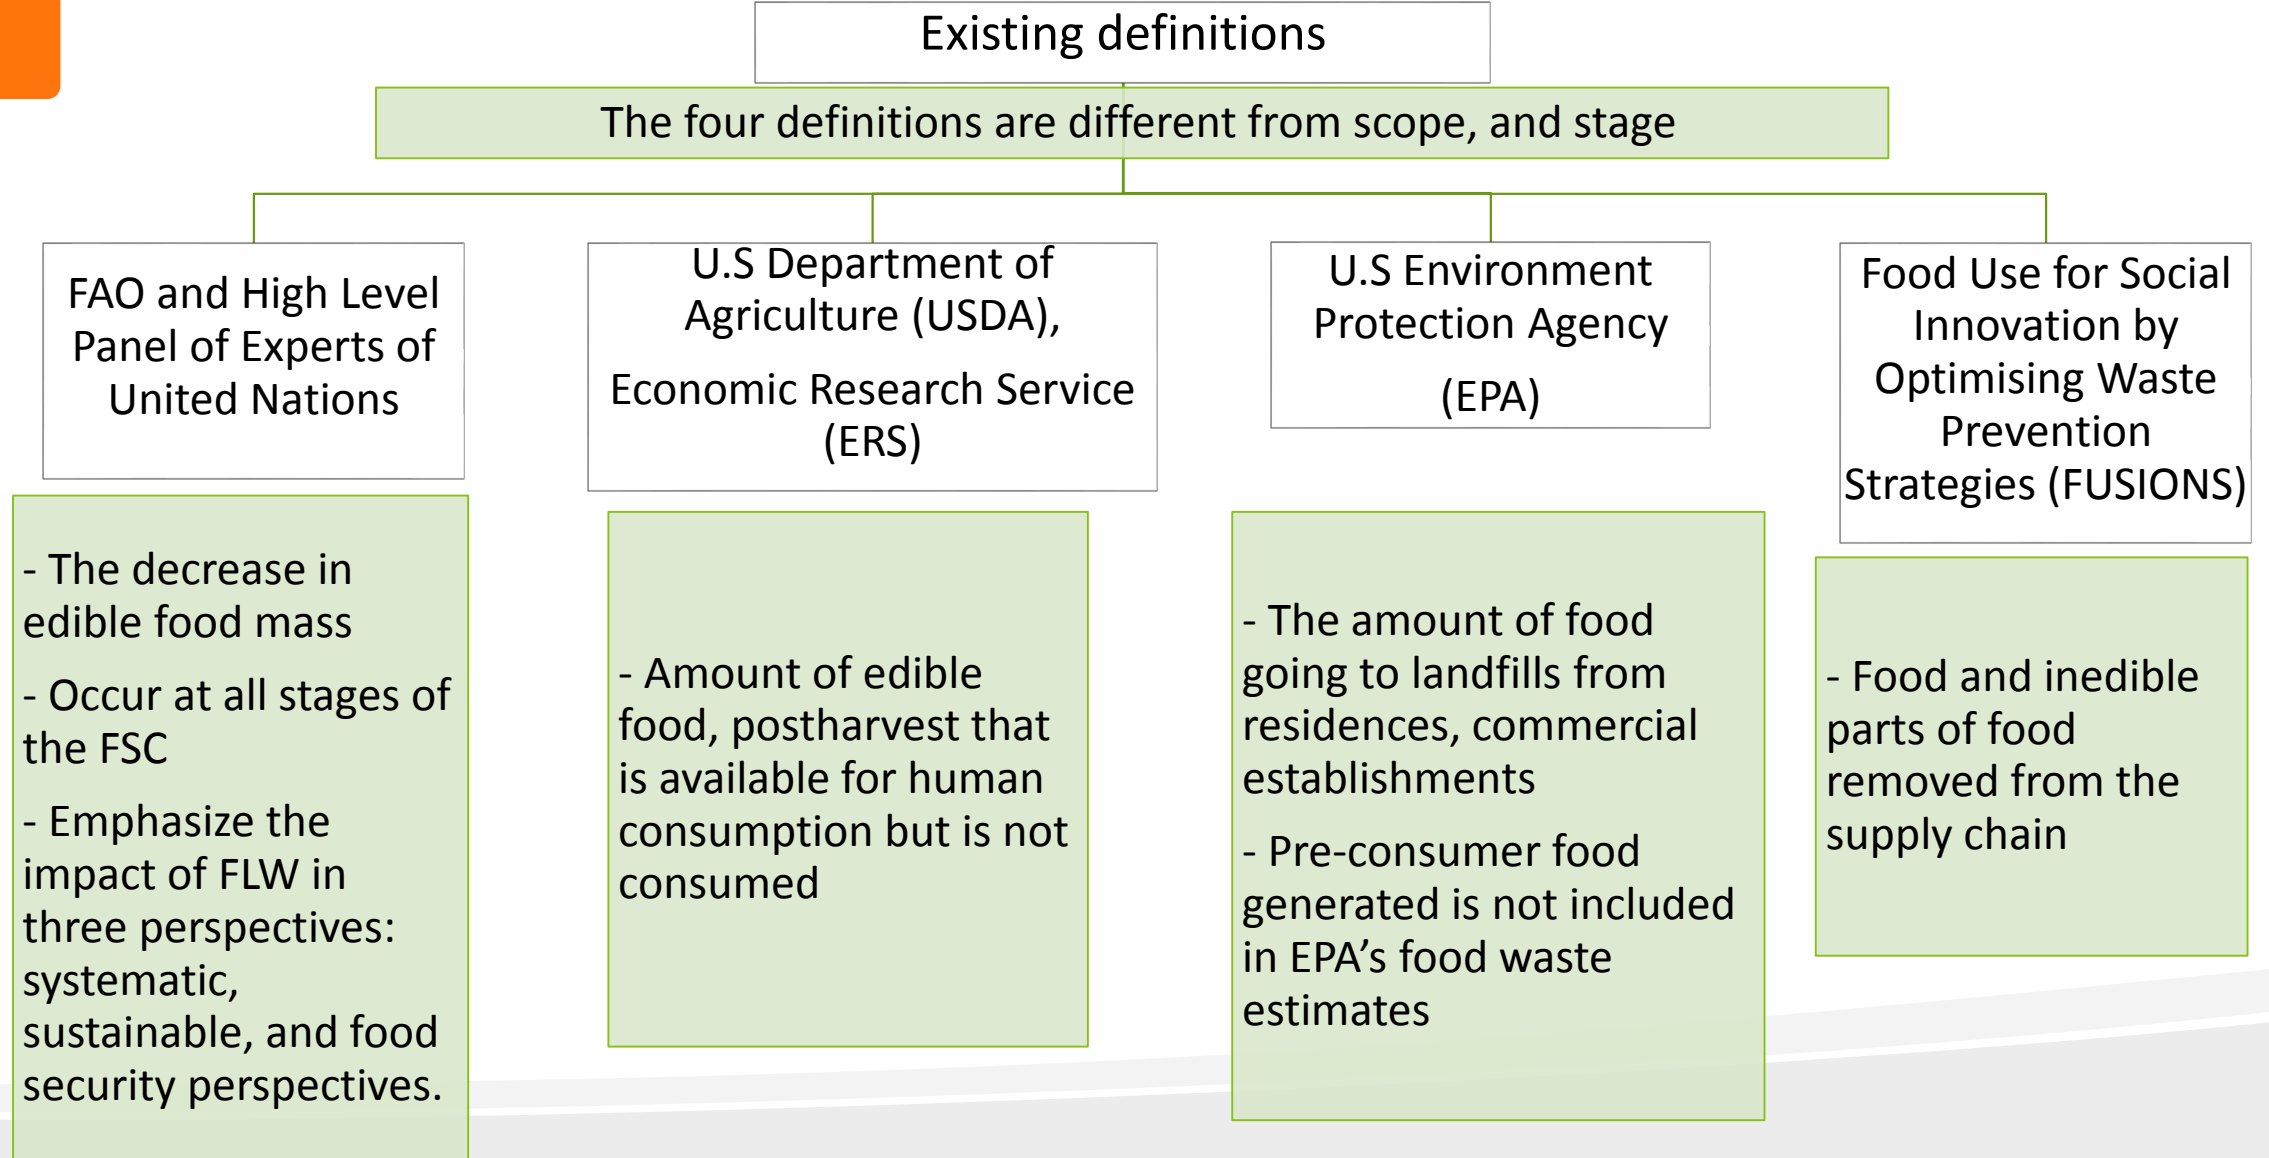 Existing definitions
The four definitions are different from scope, and stage
FAO and High Level
Panel of Experts of
United Nations
- The decrease in
edible food mass
- Occur at all stages of
the FSC
- Emphasize the
impact of FLW in
three perspectives:
systematic,
sustainable, and food
security perspectives.
U.S Department of
Agriculture (USDA),
Economic Research Service
(ERS)
- Amount of edible
food, postharvest that
is available for human
consumption but is not
consumed
U.S Environment
Protection Agency
(EPA)
- The amount of food
going to landfills from
residences, commercial
establishments
- Pre-consumer food
generated is not included
in EPA’s food waste
estimates
Food Use for Social
Innovation by
Optimising Waste
Prevention
Strategies (FUSIONS)
- Food and inedible
parts of food
removed from the
supply chain